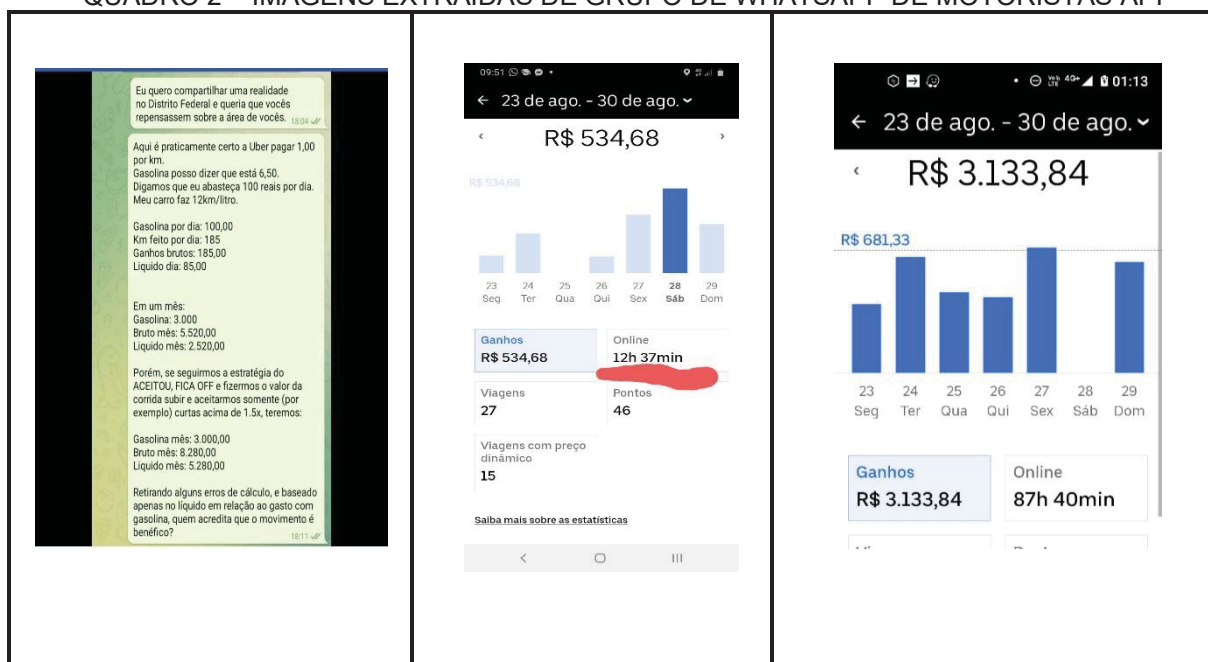 QUADRO 2 – IMAGENS EXTRAÍDAS DE GRUPO DE WHATSAPP DE MOTORISTAS APP
Eu quero compartilhar uma realidade
no Distrito Federal e queria que vocês
repensassem sobre a área de vocês.
18:04
Aqui é praticamente certo a Uber pagar 1,00
por km.
Gasolina posso dizer que está 6,50.
Digamos que eu abasteça 100 reais por dia.
Meu carro faz 12km/litro.
Gasolina por dia: 100,00
Km feito por dia: 185
Ganhos brutos: 185,00
Liquido dia: 85,00
Em um mês:
Gasolina: 3.000
Bruto mês: 5.520,00
Liquido mês: 2.520,00
Porém, se seguirmos a estratégia do
ACEITOU, FICA OFF e fizermos o valor da
corrida subir e aceitarmos somente (por
exemplo) curtas acima de 1.5x, teremos:
Gasolina mês: 3.000,00
Bruto mês: 8.280,00
Liquido mês: 5.280,00
Retirando alguns erros de cálculo, e baseado
apenas no líquido em relação ao gasto com
gasolina, quem acredita que o movimento é
benéfico?
18:11
09:51
23 de ago. - 30 de ago.
R$ 534,68
R$ 534,68
23 24 25 26 27 28 29
Seg Ter Qua Qui Sex Sáb Dom
Ganhos
R$ 534,68
Online
12h 37min
Viagens
27
Pontos
46
Viagens com preço
dinâmico
15
Saiba mais sobre as estatísticas
4G+ 01:13
23 de ago. - 30 de ago.
R$ 3.133,84
R$ 681,33
23 24 25 26 27 28 29
Seg Ter Qua Qui Sex Sáb Dom
Ganhos
R$ 3.133,84
Online
87h 40min